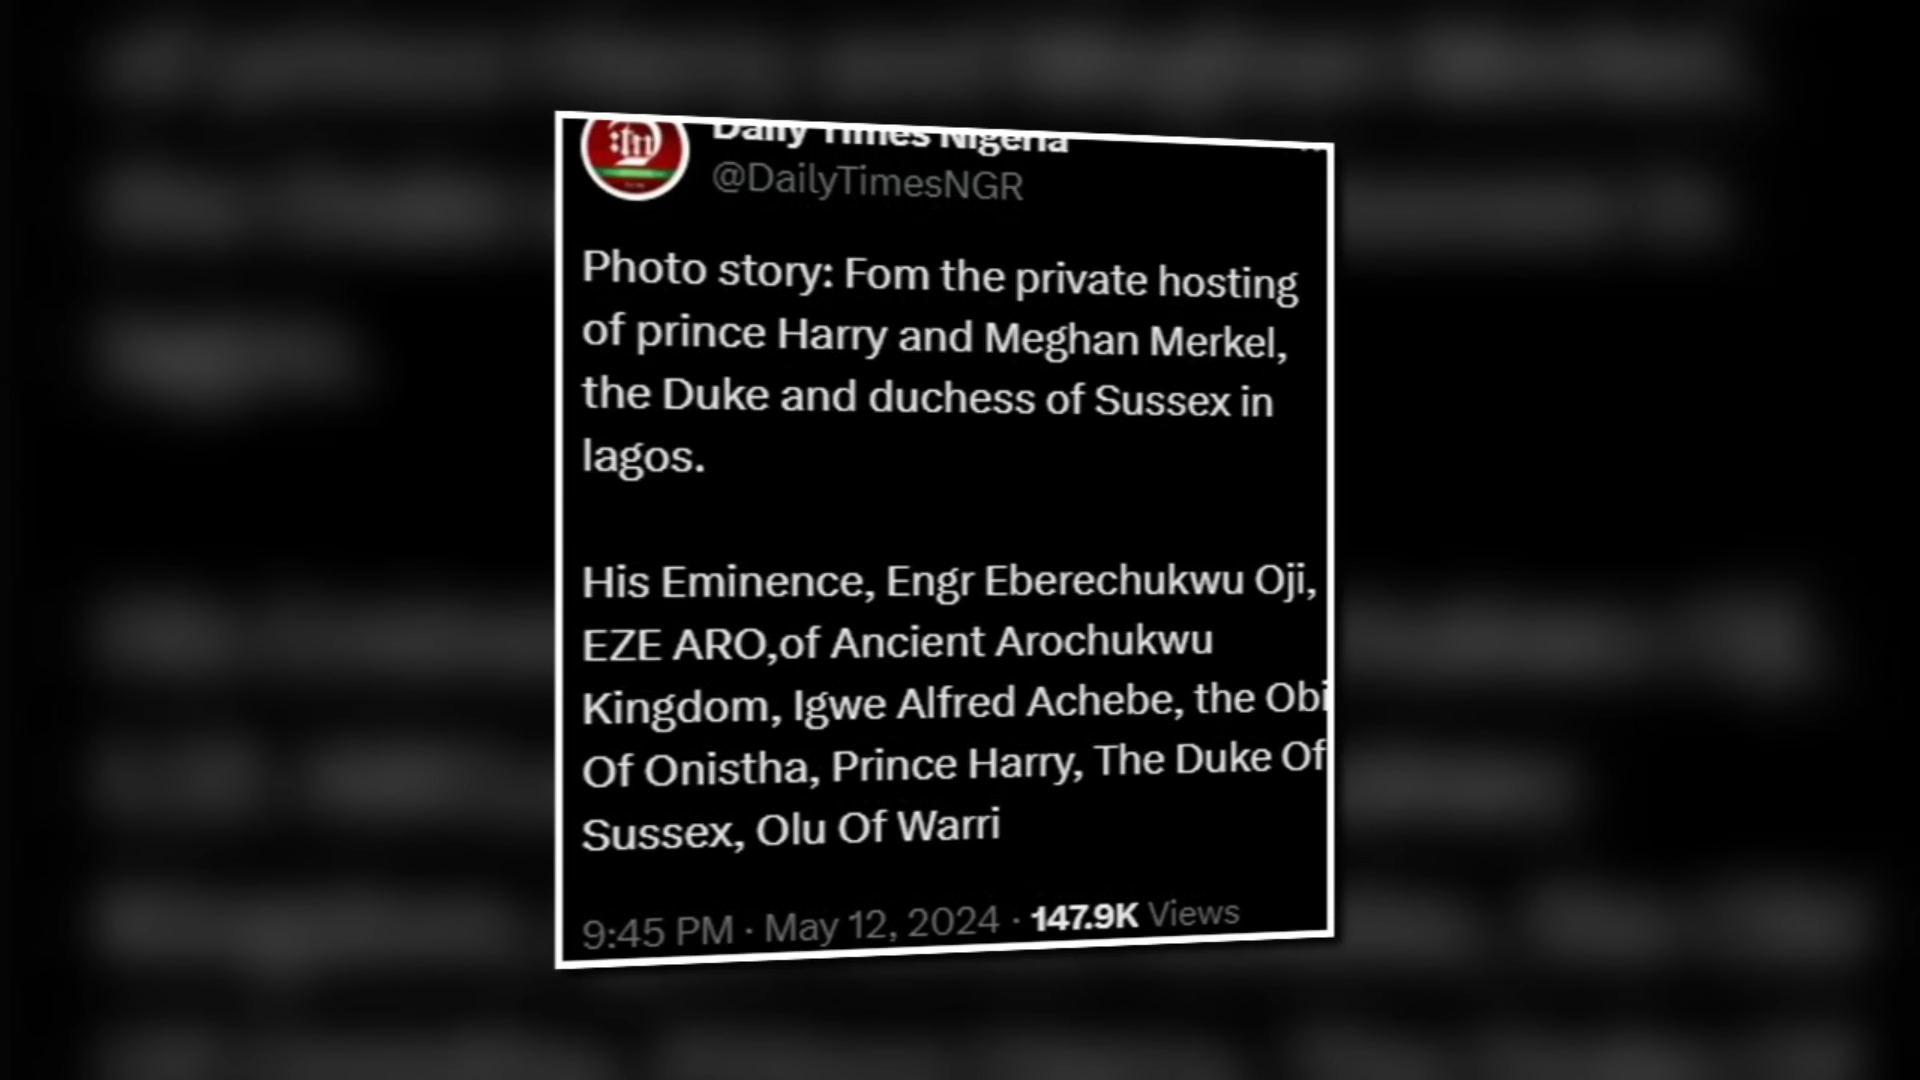 Daily Times Nigeria
@DailyTimesNGR
Photo story: Fom the private hosting
of prince Harry and Meghan Merkel,
the Duke and duchess of Sussex in
lagos.
His Eminence, Engr Eberechukwu Oji,
EZE ARO,of Ancient Arochukwu
Kingdom, Igwe Alfred Achebe, the Obi
Of Onistha, Prince Harry, The Duke Of
Sussex, Olu Of Warri
9:45 PM · May 12, 2024 · 147.9K Views